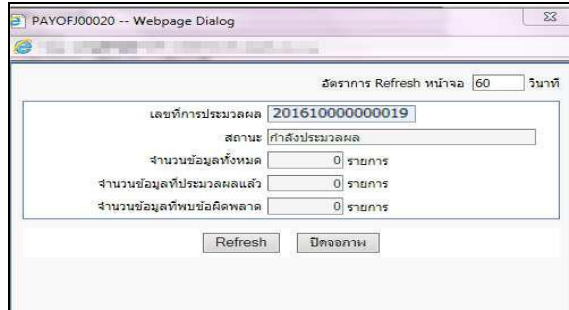 PAYOFJ00020 -- Webpage Dialog
อัตราการ Refresh หน้าจอ 60 วินาที
เลขที่การประมวลผล 201610000000019
สถานะ กำลังประมวลผล
จำนวนข้อมูลทั้งหมด 0 รายการ
จำนวนข้อมูลที่ประมวลผลแล้ว 0 รายการ
จำนวนข้อมูลที่พบข้อผิดพลาด 0 รายการ
Refresh ปิดจอภาพ